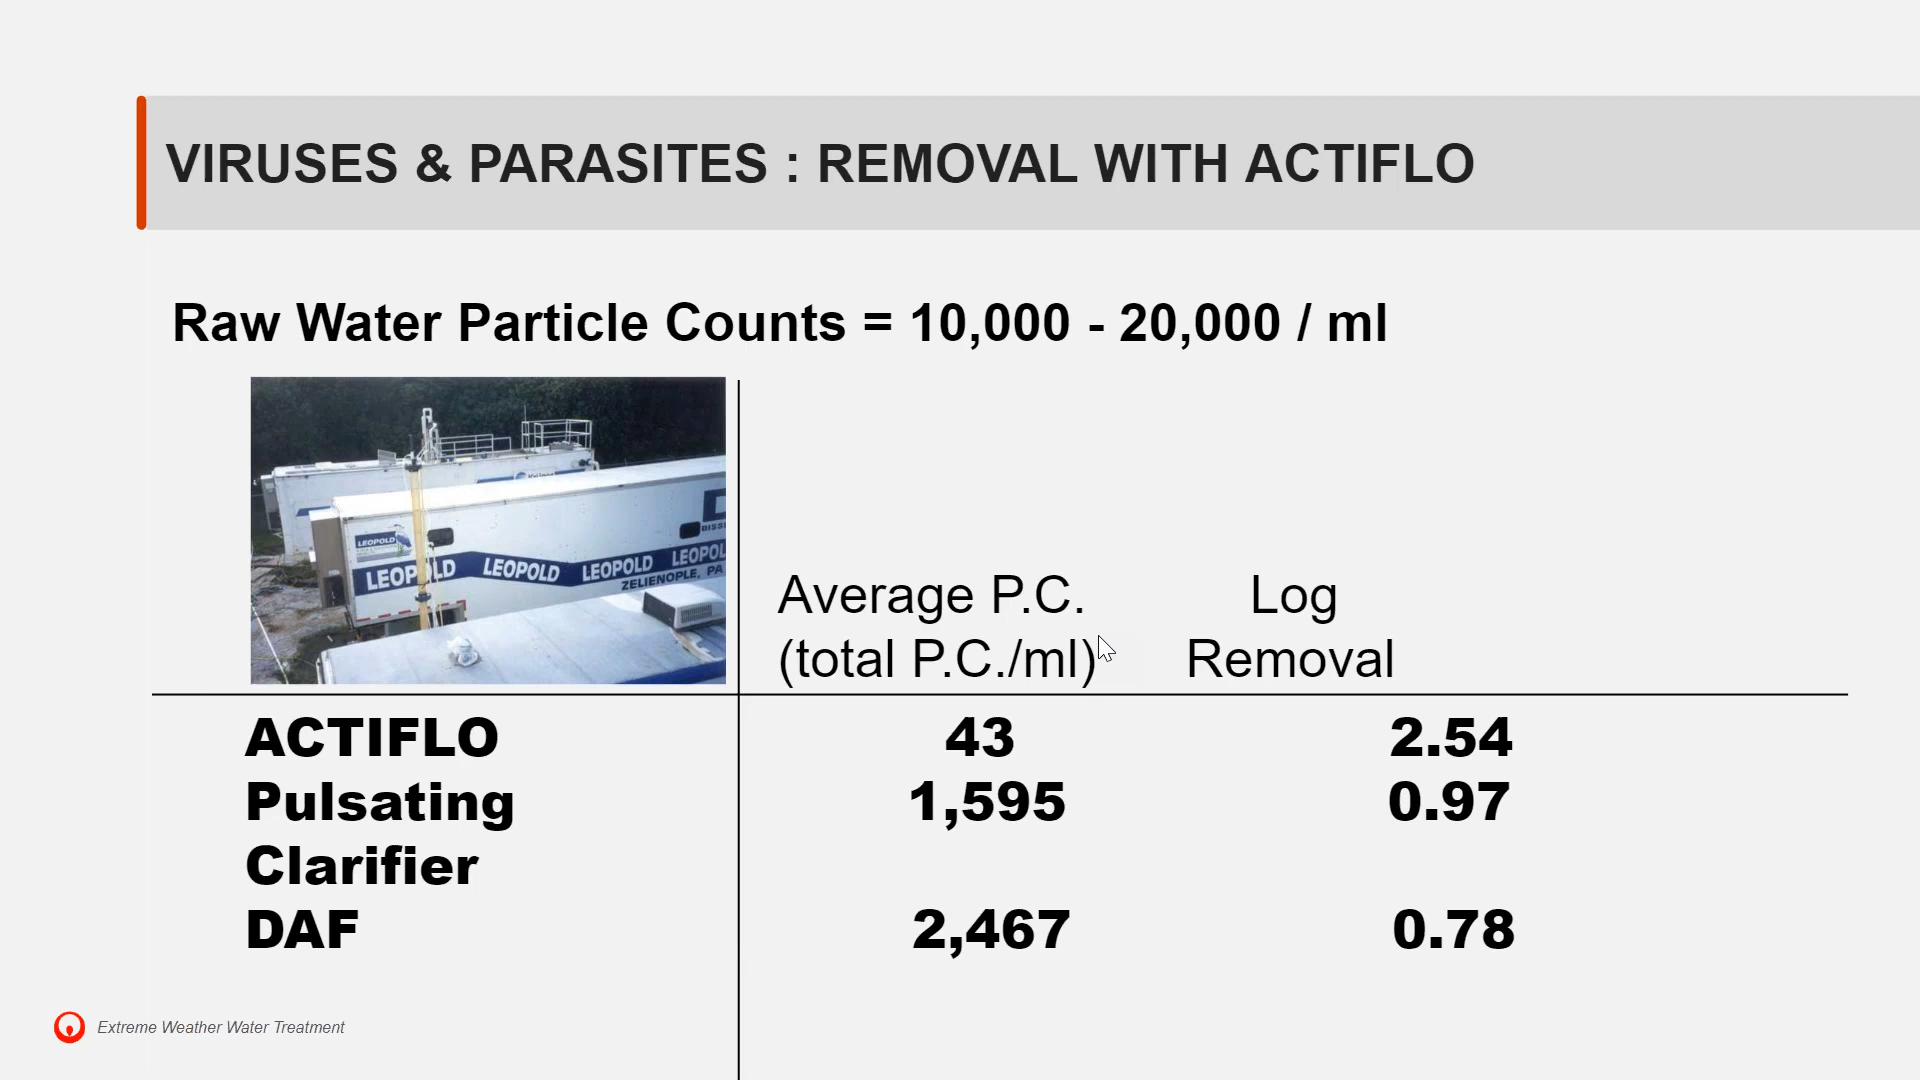 VIRUSES & PARASITES : REMOVAL WITH ACTIFLO
Raw Water Particle Counts = 10,000 - 20,000 / ml
LEOPOLD
LEOPOLD LEOPOLD LEOPOLD LEOPOL
ZELIENOPLE, PA
Average P.C. Log
(total P.C./ml) Removal
ACTIFLO 43 2.54
Pulsating 1,595 0.97
Clarifier
DAF 2,467 0.78
Extreme Weather Water Treatment